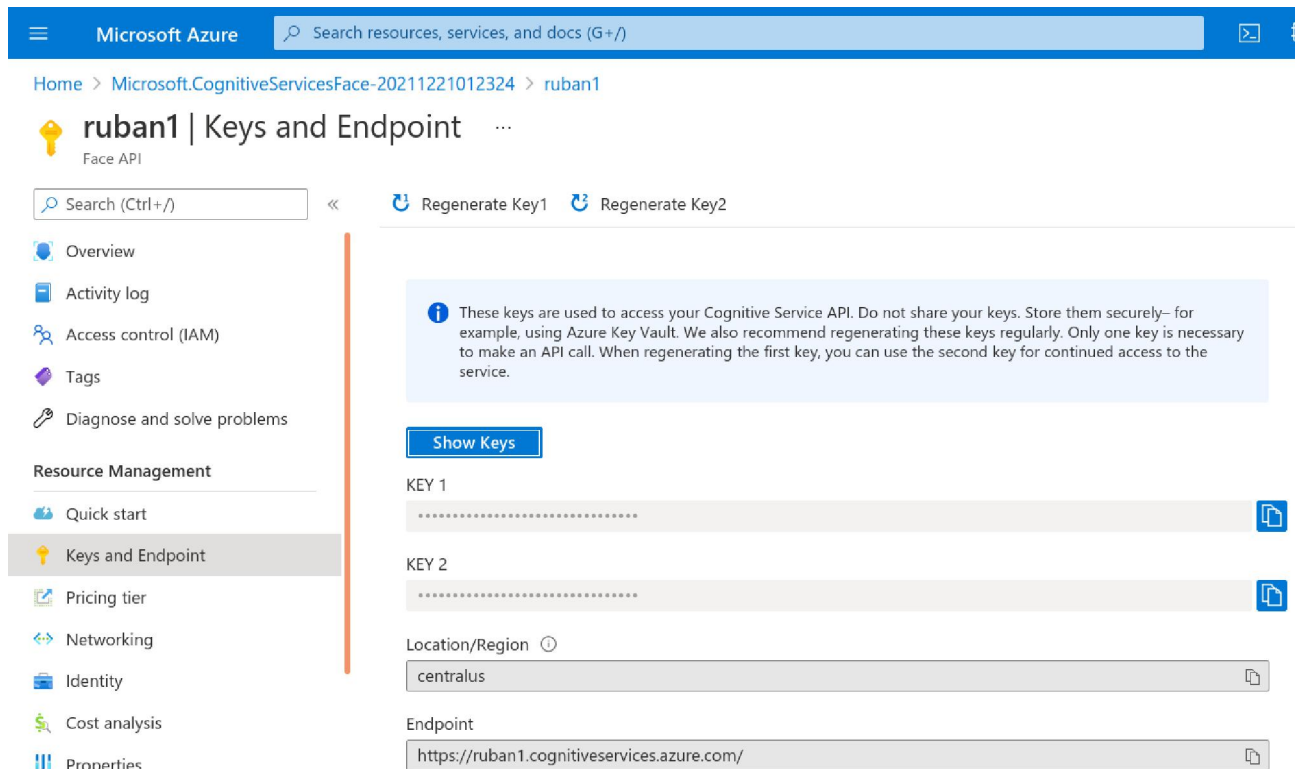 Microsoft Azure
Search resources, services, and docs (G+/)
Home > Microsoft.CognitiveServicesFace-20211221012324 > ruban1
ruban1 | Keys and Endpoint ...
Face API
Search (Ctrl+/)
«
Regenerate Key1
Regenerate Key2
Overview
Activity log
Access control (IAM)
Tags
Diagnose and solve problems
Resource Management
Quick start
Keys and Endpoint
Pricing tier
Networking
Identity
Cost analysis
Properties
These keys are used to access your Cognitive Service API. Do not share your keys. Store them securely– for
example, using Azure Key Vault. We also recommend regenerating these keys regularly. Only one key is necessary
to make an API call. When regenerating the first key, you can use the second key for continued access to the
service.
Show Keys
KEY 1
••••••••••••••••••••••••••••••••
KEY 2
••••••••••••••••••••••••••••••••
Location/Region
centralus
Endpoint
https://ruban1.cognitiveservices.azure.com/